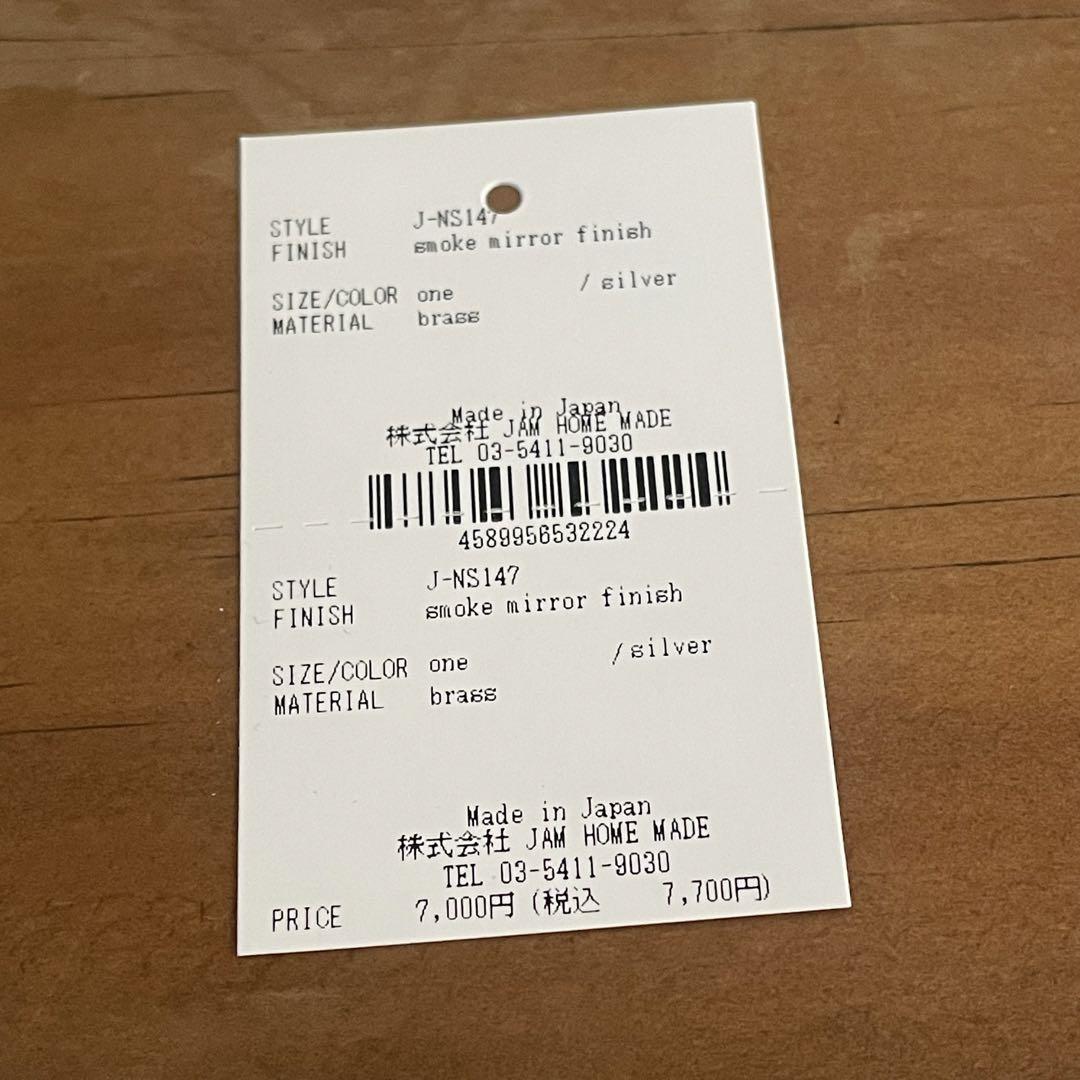 STYLE J-NS147
FINISH smoke mirror finish
SIZE/COLOR one / silver
MATERIAL brass
Made in Japan
株式会社 JAM HOME MADE
TEL 03-5411-9030
4589956532224
STYLE J-NS147
FINISH smoke mirror finish
SIZE/COLOR one / silver
MATERIAL brass
Made in Japan
株式会社 JAM HOME MADE
TEL 03-5411-9030
PRICE 7,000円 (税込 7,700円)